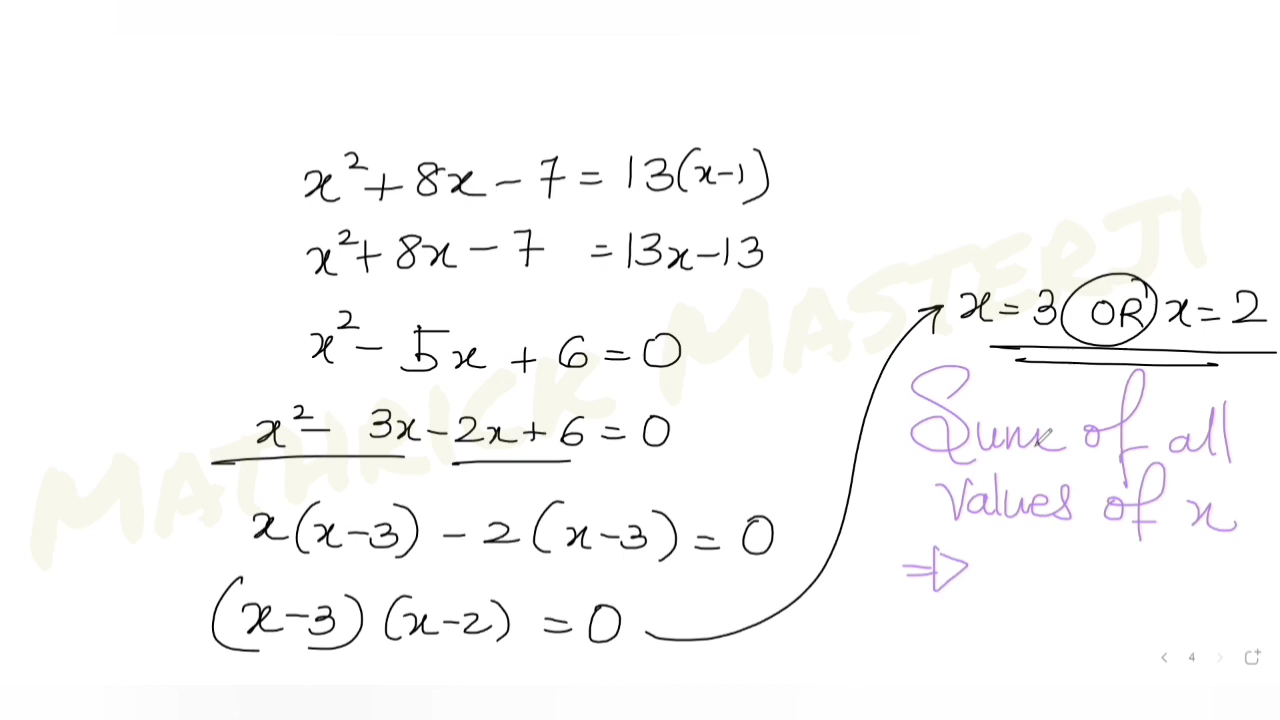 x² + 8x - 7 = 13(x-1)
x² + 8x - 7 = 13x - 13
x² - 5x + 6 = 0
x² - 3x - 2x + 6 = 0
x(x-3) - 2(x-3) = 0
(x-3)(x-2) = 0
x = 3 OR x = 2
Sum of all
values of x
⇒
MATHRICK MASTERJI
< 4 >